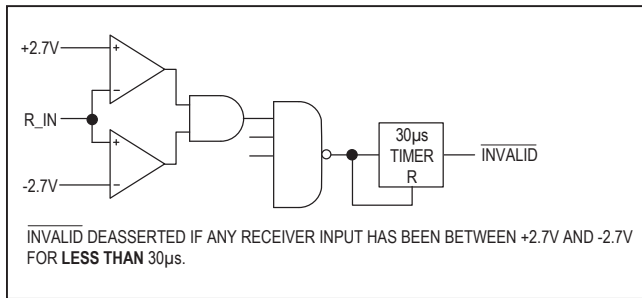 +2.7V
+
−
R_IN
+
−
-2.7V
30µs
TIMER
R
INVALID
INVALID DEASSERTED IF ANY RECEIVER INPUT HAS BEEN BETWEEN +2.7V AND -2.7V
FOR LESS THAN 30µs.